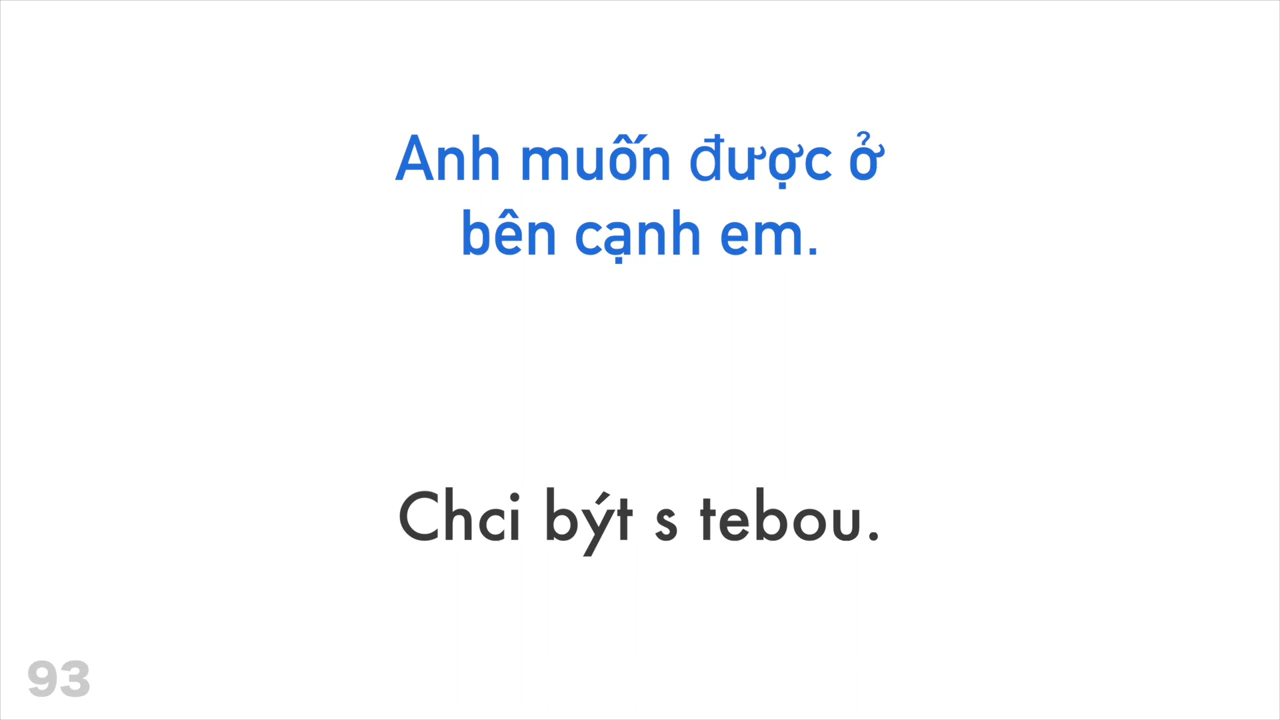 Anh muốn được ở
bên cạnh em.
Chci být s tebou.
93